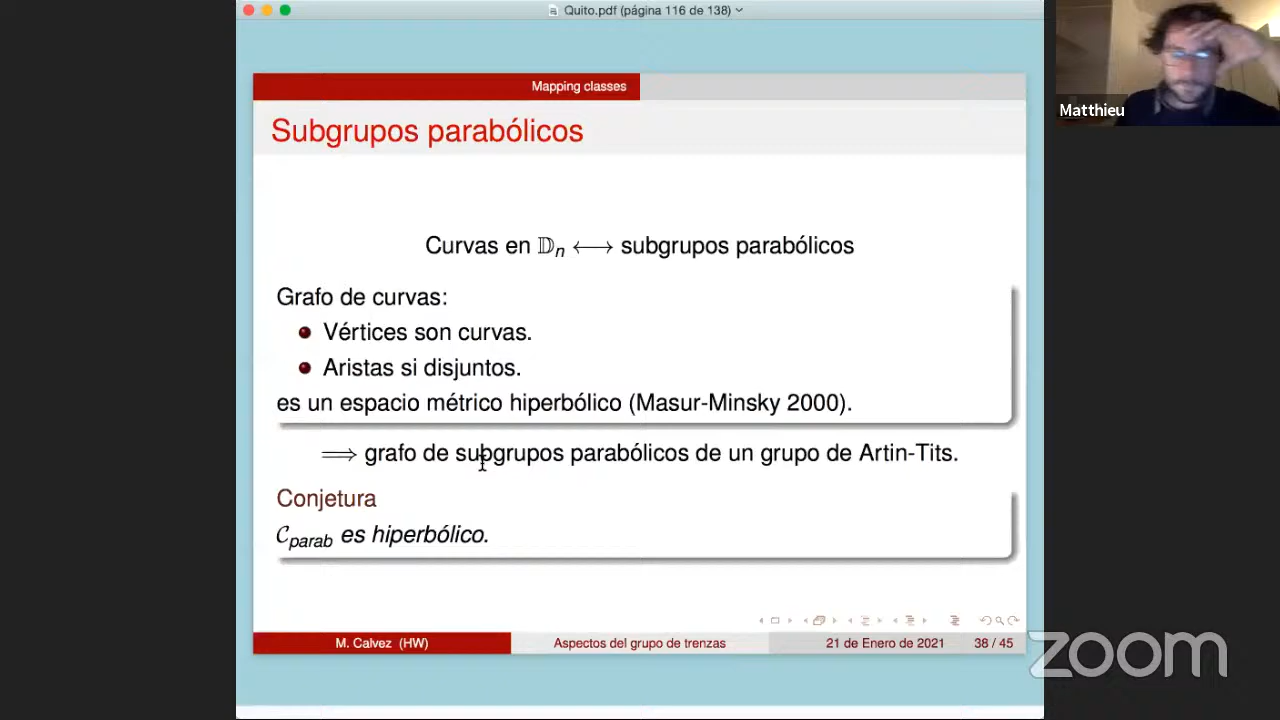 Quito.pdf (página 116 de 138)
Mapping classes
Subgrupos parabólicos
Matthieu
Curvas en 𝔻n ⟷ subgrupos parabólicos
Grafo de curvas:
Vértices son curvas.
Aristas si disjuntos.
es un espacio métrico hiperbólico (Masur-Minsky 2000).
⟹ grafo de subgrupos parabólicos de un grupo de Artin-Tits.
Conjetura
𝒞parab es hiperbólico.
M. Calvez (HW) Aspectos del grupo de trenzas 21 de Enero de 2021 38 / 45
zoom